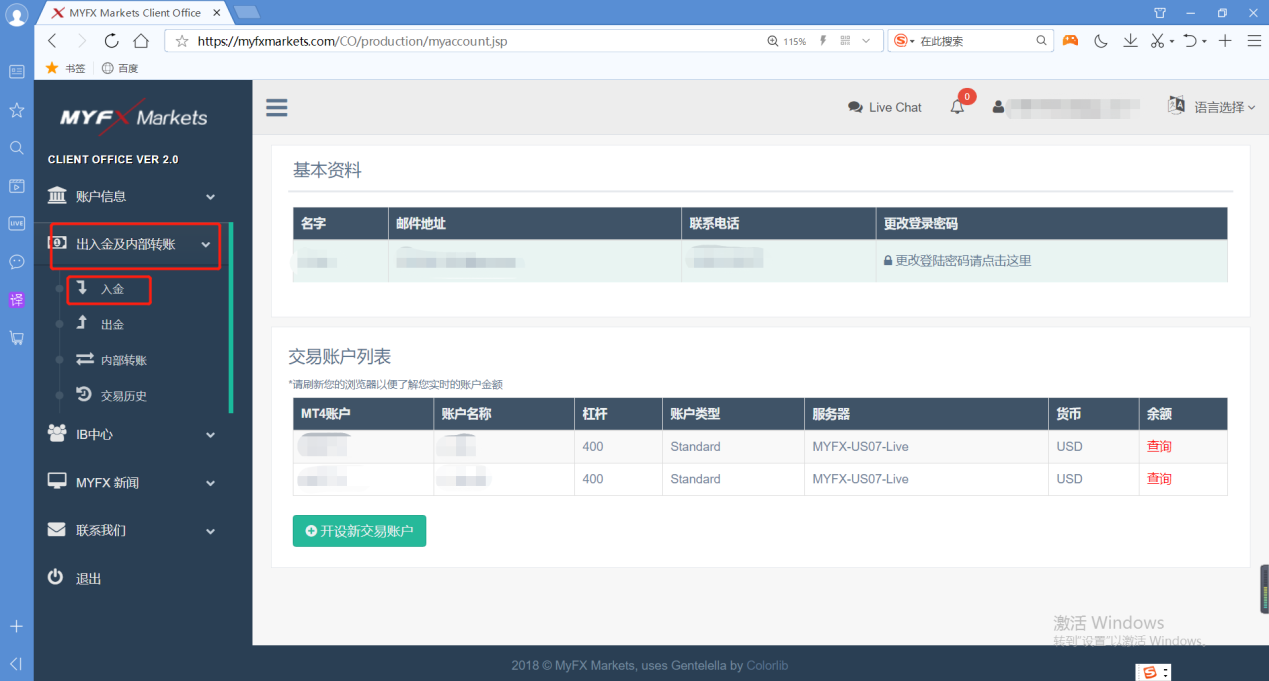 MYFX Markets Client Office
https://myfxmarkets.com/CO/production/myaccount.jsp
115%
在此搜索
书签
百度
MYFX Markets
CLIENT OFFICE VER 2.0
账户信息
出入金及内部转账
入金
出金
内部转账
交易历史
IB中心
MYFX 新闻
联系我们
退出
LIVE
译
Live Chat
0
语言选择
基本资料
名字 邮件地址 联系电话 更改登录密码
更改登陆密码请点击这里
交易账户列表
*请刷新您的浏览器以便了解您实时的账户金额
MT4账户 账户名称 杠杆 账户类型 服务器 货币 余额
400 Standard MYFX-US07-Live USD 查询
400 Standard MYFX-US07-Live USD 查询
开设新交易账户
激活 Windows
转到"设置"以激活 Windows。
2018 © MyFX Markets, uses Gentelella by Colorlib